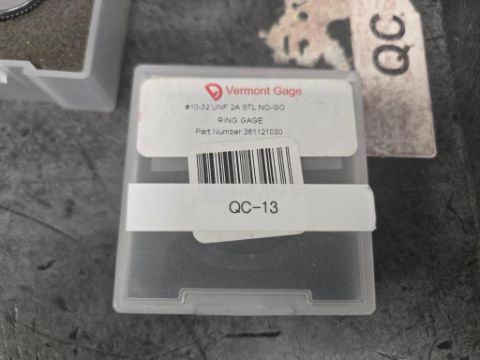 Vermont Gage
#10-32 UNF 2A STL NO-GO
RING GAGE
Part Number 361121030
QC-13
QC